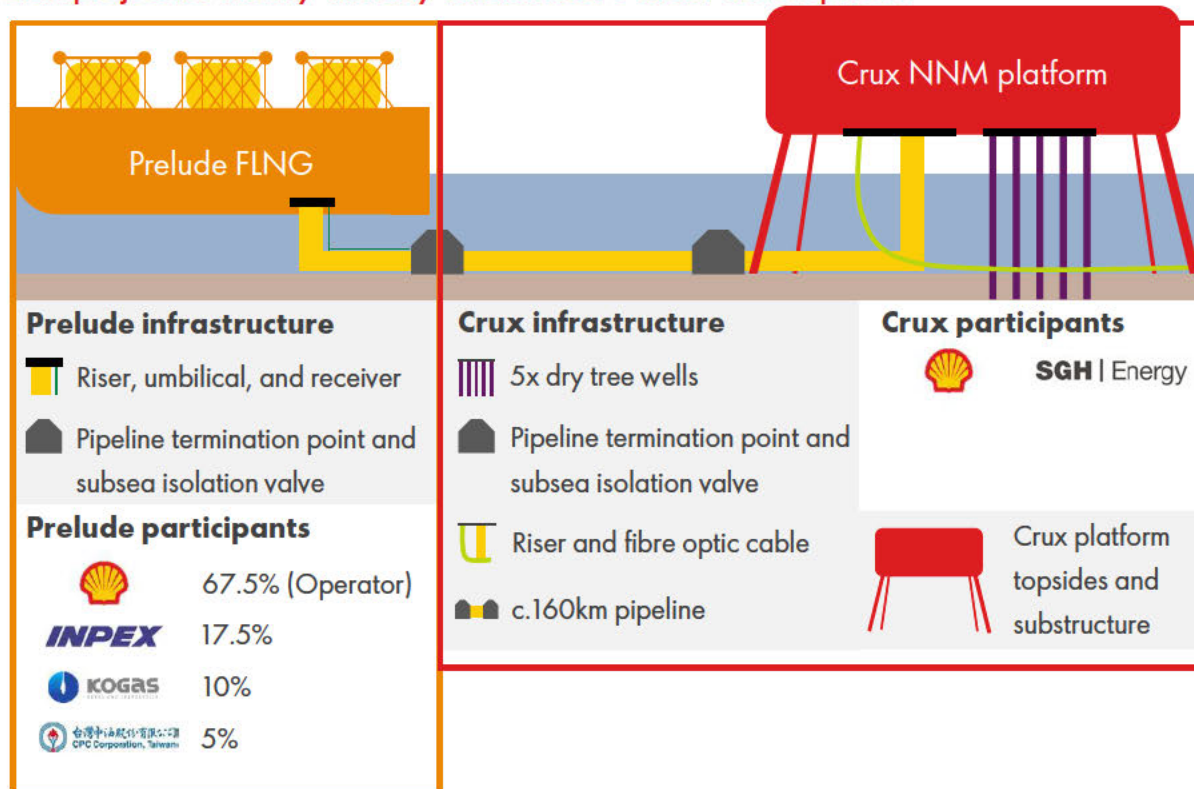 Crux NNM platform
Prelude FLNG
Prelude infrastructure
Riser, umbilical, and receiver
Pipeline termination point and
subsea isolation valve
Prelude participants
67.5% (Operator)
INPEX
17.5%
KOGAS
10%
CPC Corporation, Taiwan
5%
Crux infrastructure
5x dry tree wells
Pipeline termination point and
subsea isolation valve
Riser and fibre optic cable
c.160km pipeline
Crux participants
SGH | Energy
Crux platform
topsides and
substructure